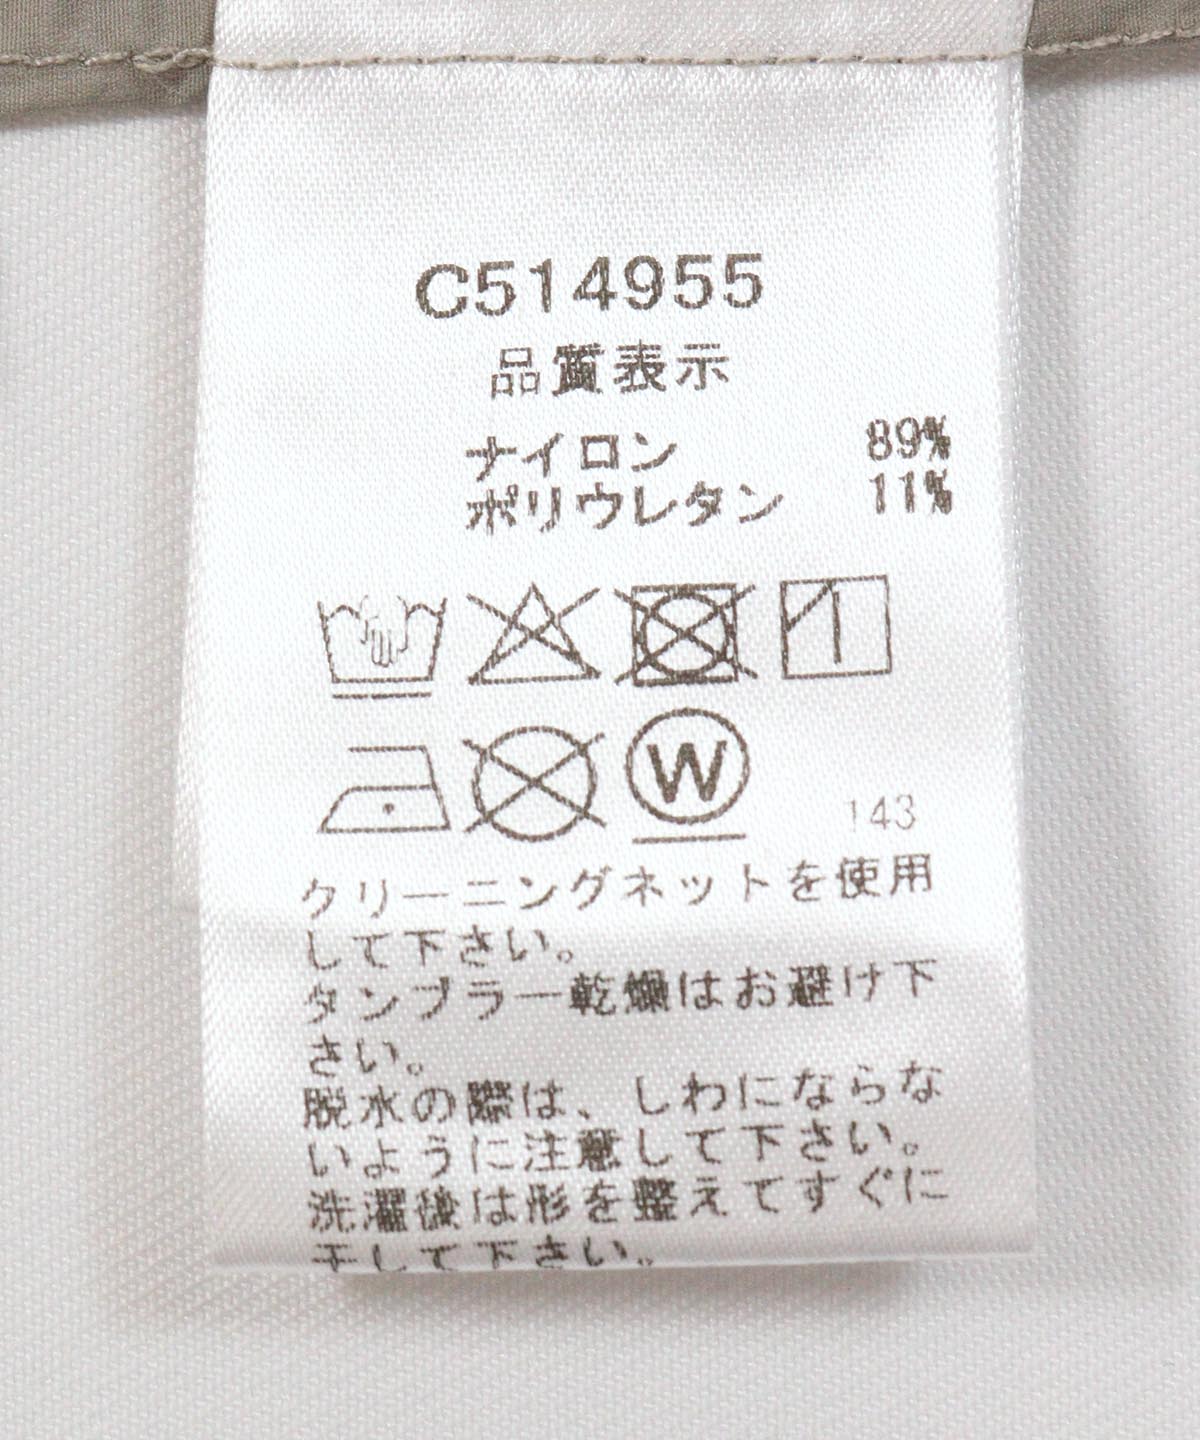 C514955
品質表示
ナイロン 89%
ポリウレタン 11%
W
143
クリーニングネットを使用
して下さい。
タンブラー乾燥はお避け下
さい。
脱水の際は、しわにならな
いように注意して下さい。
洗濯後は形を整えてすぐに
干して下さい。